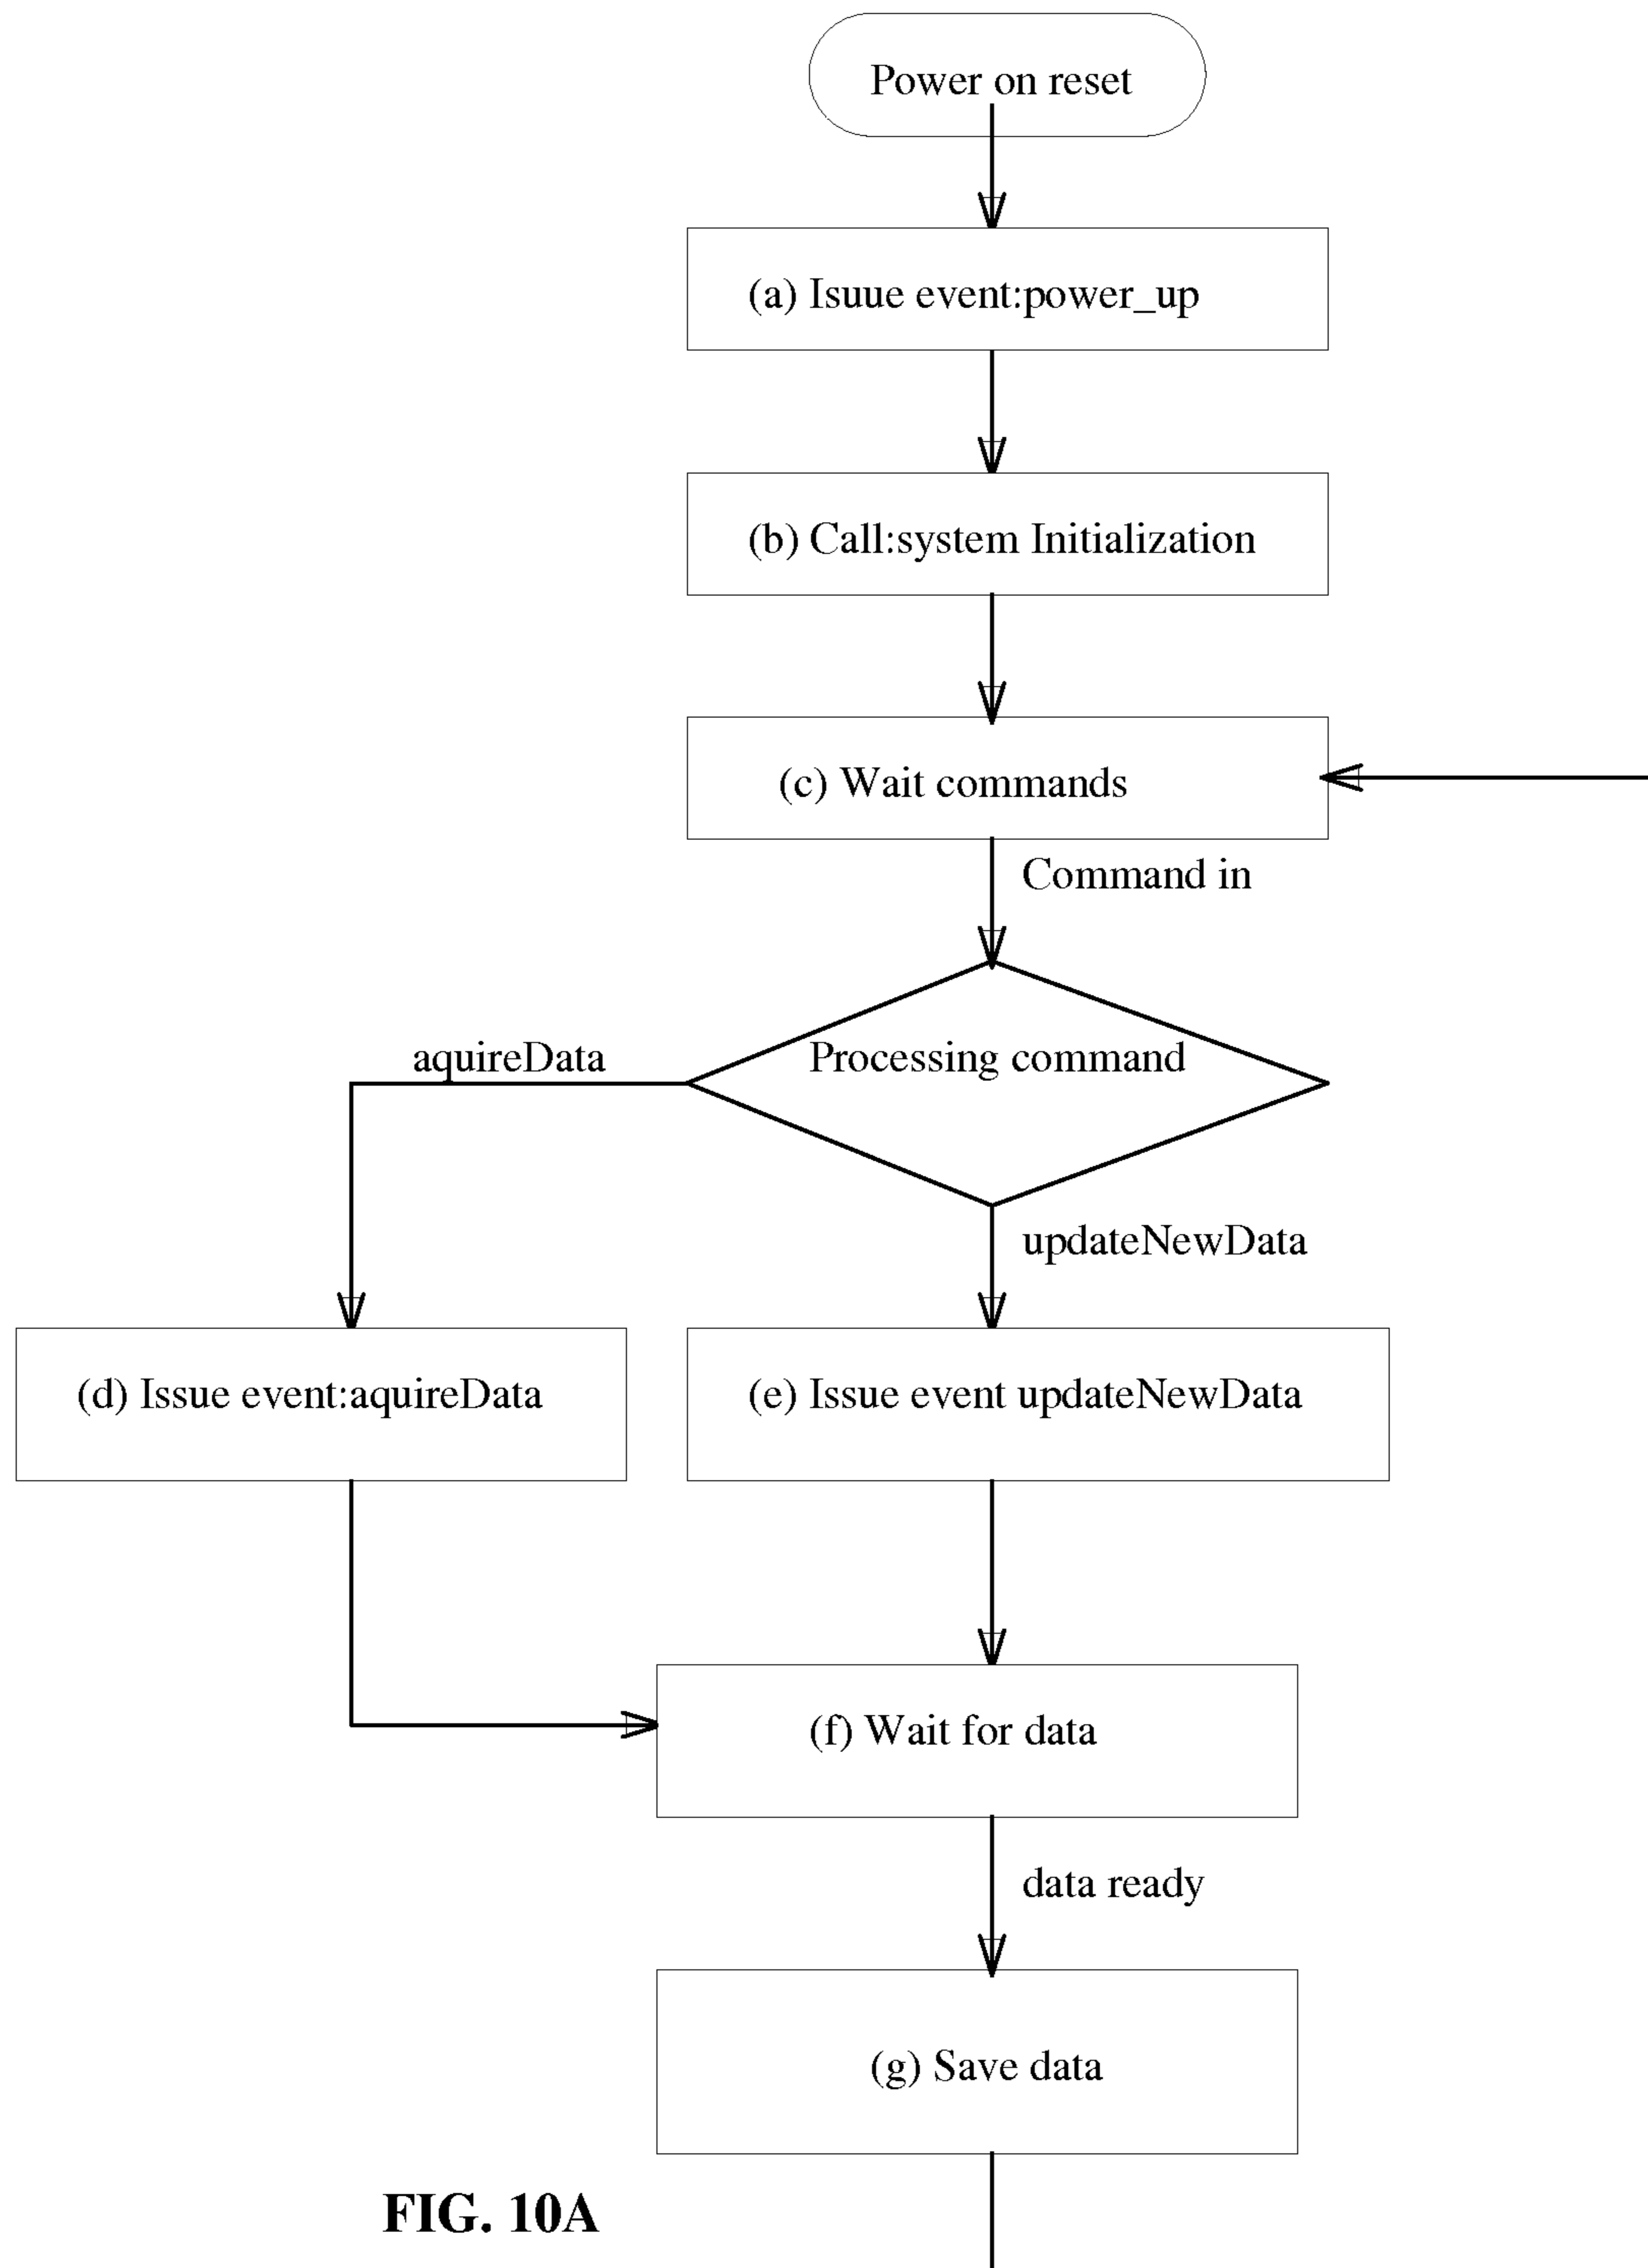 Power on reset
(a) Isuue event:power_up
(b) Call:system Initialization
(c) Wait commands
Command in
aquireData
Processing command
updateNewData
(d) Issue event:aquireData
(e) Issue event updateNewData
(f) Wait for data
data ready
(g) Save data
FIG. 10A